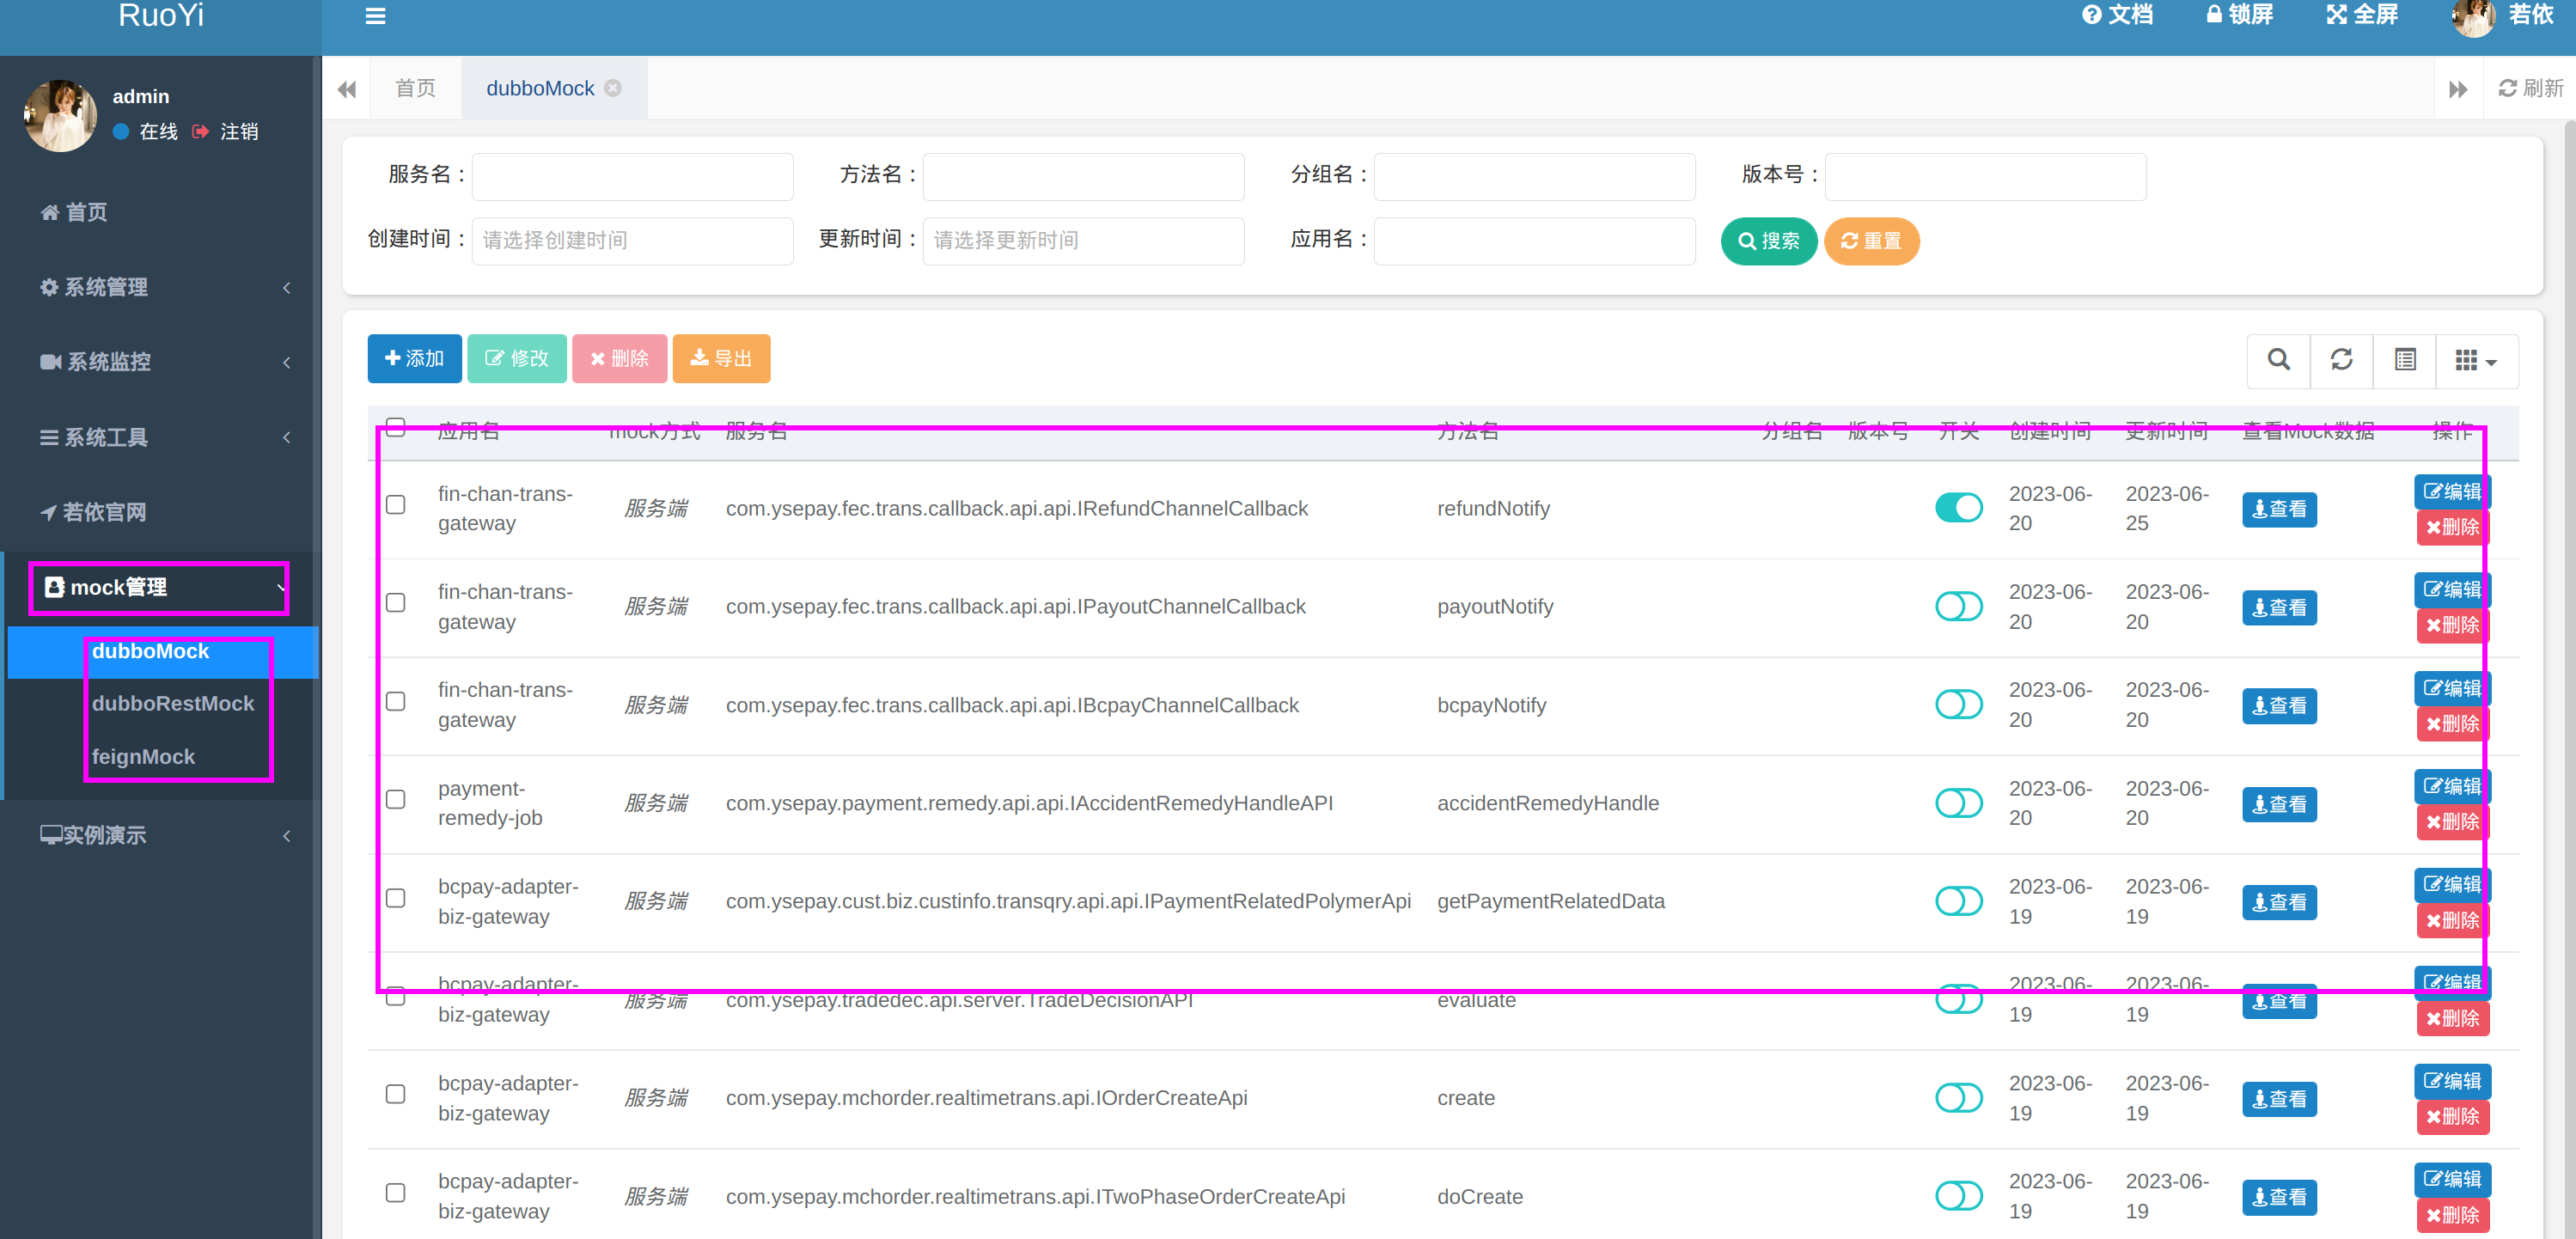 RuoYi
文档 锁屏 全屏 若依
admin
在线 注销
首页 dubboMock 刷新
首页
系统管理
系统监控
系统工具
若依官网
mock管理
dubboMock
dubboRestMock
feignMock
实例演示
服务名： 方法名： 分组名： 版本号：
创建时间： 请选择创建时间 更新时间： 请选择更新时间 应用名： 搜索 重置
添加 修改 删除 导出
应用名 mock方式 服务名 方法名 分组名 版本号 开关 创建时间 更新时间 查看Mock数据 操作
fin-chan-trans-gateway 服务端 com.ysepay.fec.trans.callback.api.api.IRefundChannelCallback refundNotify 2023-06-20 2023-06-25 查看 编辑 删除
fin-chan-trans-gateway 服务端 com.ysepay.fec.trans.callback.api.api.IPayoutChannelCallback payoutNotify 2023-06-20 2023-06-20 查看 编辑 删除
fin-chan-trans-gateway 服务端 com.ysepay.fec.trans.callback.api.api.IBcpayChannelCallback bcpayNotify 2023-06-20 2023-06-20 查看 编辑 删除
payment-remedy-job 服务端 com.ysepay.payment.remedy.api.api.IAccidentRemedyHandleAPI accidentRemedyHandle 2023-06-20 2023-06-20 查看 编辑 删除
bcpay-adapter-biz-gateway 服务端 com.ysepay.cust.biz.custinfo.transqry.api.api.IPaymentRelatedPolymerApi getPaymentRelatedData 2023-06-19 2023-06-19 查看 编辑 删除
bcpay-adapter-biz-gateway 服务端 com.ysepay.tradedec.api.server.TradeDecisionAPI evaluate 2023-06-19 2023-06-19 查看 编辑 删除
bcpay-adapter-biz-gateway 服务端 com.ysepay.mchorder.realtimetrans.api.IOrderCreateApi create 2023-06-19 2023-06-19 查看 编辑 删除
bcpay-adapter-biz-gateway 服务端 com.ysepay.mchorder.realtimetrans.api.ITwoPhaseOrderCreateApi doCreate 2023-06-19 2023-06-19 查看 编辑 删除